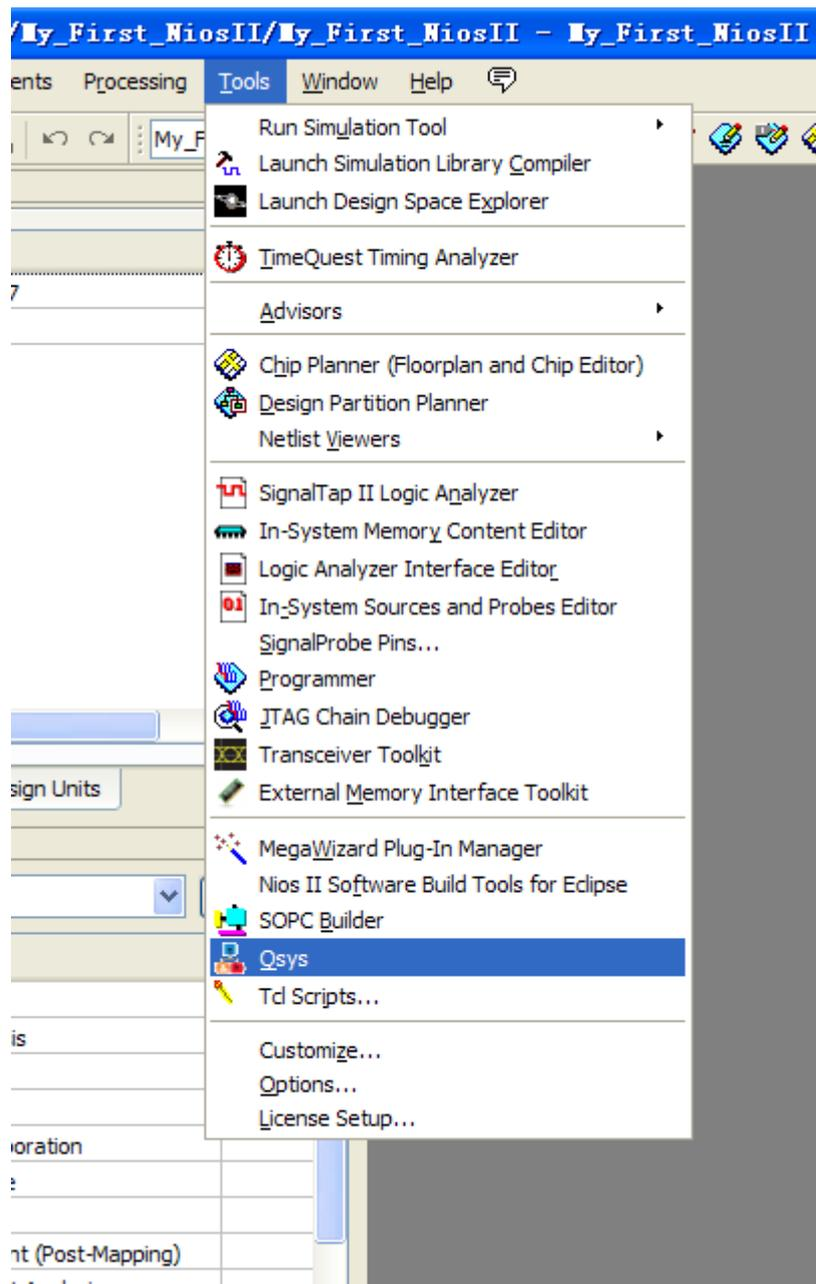 /My_First_NiosII/My_First_NiosII - My_First_NiosII
ents Processing Tools Window Help
My_F
7
Run Simulation Tool
Launch Simulation Library Compiler
Launch Design Space Explorer
TimeQuest Timing Analyzer
Advisors
Chip Planner (Floorplan and Chip Editor)
Design Partition Planner
Netlist Viewers
SignalTap II Logic Analyzer
In-System Memory Content Editor
Logic Analyzer Interface Editor
In-System Sources and Probes Editor
SignalProbe Pins...
Programmer
JTAG Chain Debugger
Transceiver Toolkit
External Memory Interface Toolkit
sign Units
MegaWizard Plug-In Manager
Nios II Software Build Tools for Eclipse
SOPC Builder
Qsys
Tcl Scripts...
Customize...
Options...
License Setup...
is
oration
e
nt (Post-Mapping)